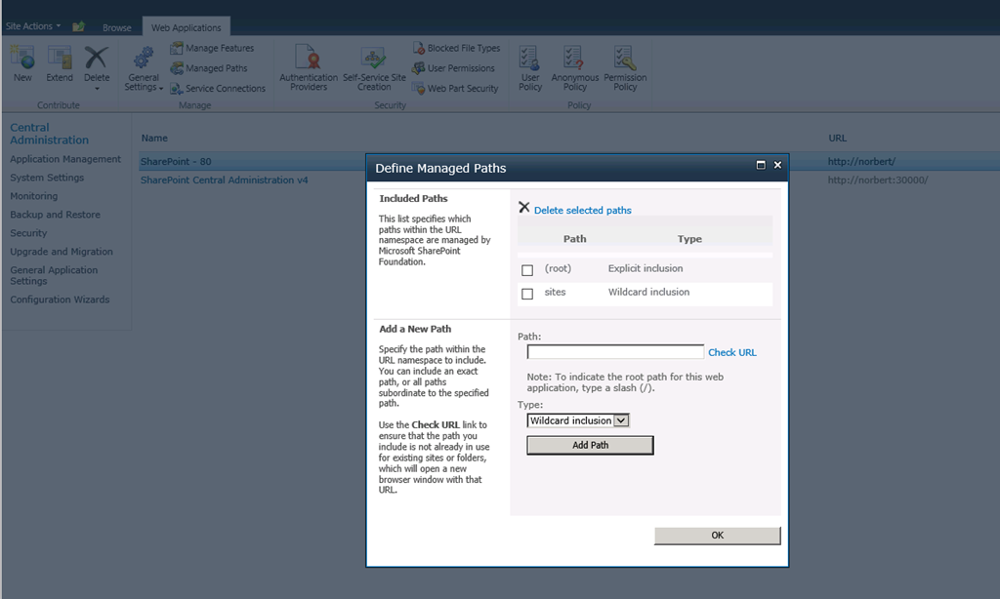 Site Actions
Browse
Web Applications
New
Extend
Delete
General Settings
Manage Features
Managed Paths
Service Connections
Authentication Providers
Self-Service Site Creation
Blocked File Types
User Permissions
Web Part Security
User Policy
Anonymous Policy
Permission Policy
Contribute
Manage
Security
Policy
Central
Administration
Application Management
System Settings
Monitoring
Backup and Restore
Security
Upgrade and Migration
General Application
Settings
Configuration Wizards
Name
URL
SharePoint - 80
http://norbert/
SharePoint Central Administration v4
http://norbert:30000/
Define Managed Paths
Included Paths
This list specifies which
paths within the URL
namespace are managed by
Microsoft SharePoint
Foundation.
Delete selected paths
Path Type
(root) Explicit inclusion
sites Wildcard inclusion
Add a New Path
Specify the path within the
URL namespace to include.
You can include an exact
path, or all paths
subordinate to the specified
path.
Use the Check URL link to
ensure that the path you
include is not already in use
for existing sites or folders,
which will open a new
browser window with that
URL.
Path:
Check URL
Note: To indicate the root path for this web
application, type a slash (/).
Type:
Wildcard inclusion
Add Path
OK